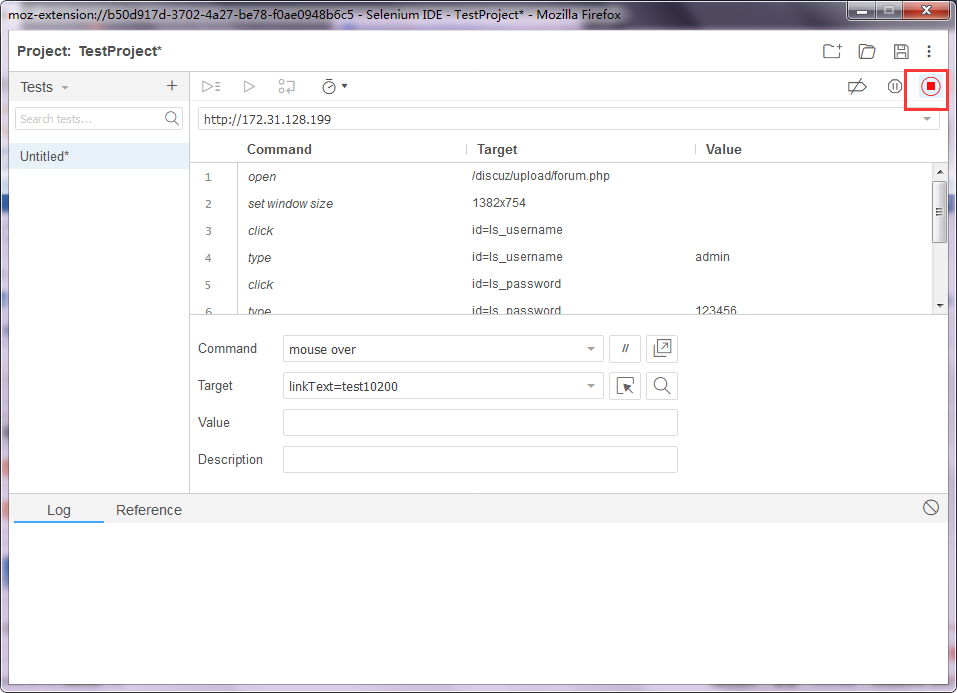 moz-extension://b50d917d-3702-4a27-be78-f0ae0948b6c5 - Selenium IDE - TestProject* - Mozilla Firefox
Project: TestProject*
Tests
Search tests...
http://172.31.128.199
Untitled*
Command Target Value
1 open /discuz/upload/forum.php
2 set window size 1382x754
3 click id=ls_username
4 type id=ls_username admin
5 click id=ls_password
6 type id=ls_password 123456
Command mouse over //
Target linkText=test10200
Value
Description
Log Reference